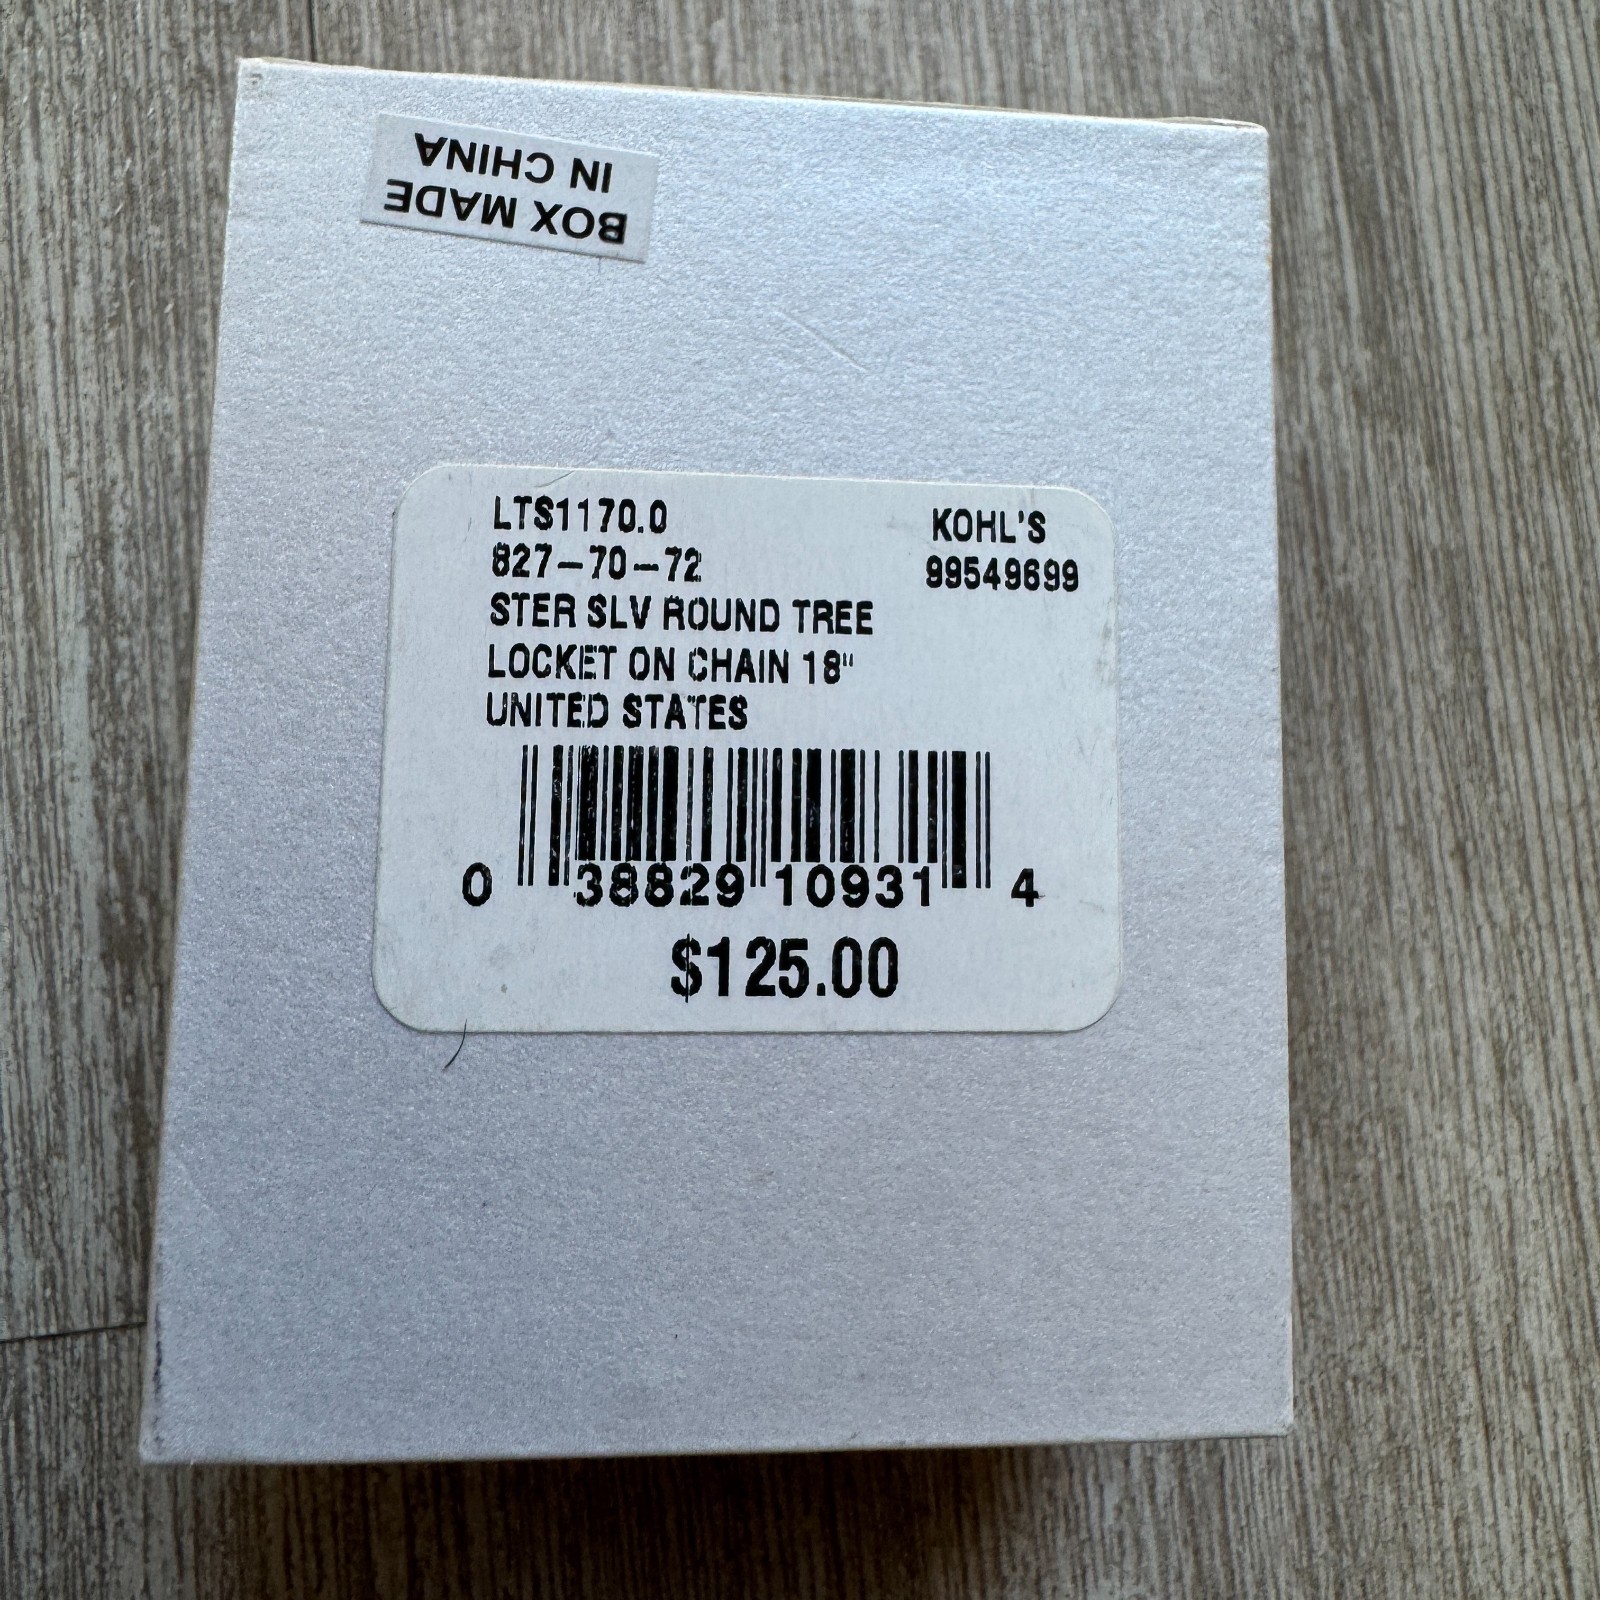 BOX MADE
IN CHINA
LTS1170.0
827-70-72
STER SLV ROUND TREE
LOCKET ON CHAIN 18"
UNITED STATES
KOHL'S
99549699
0 38829 10931 4
$125.00